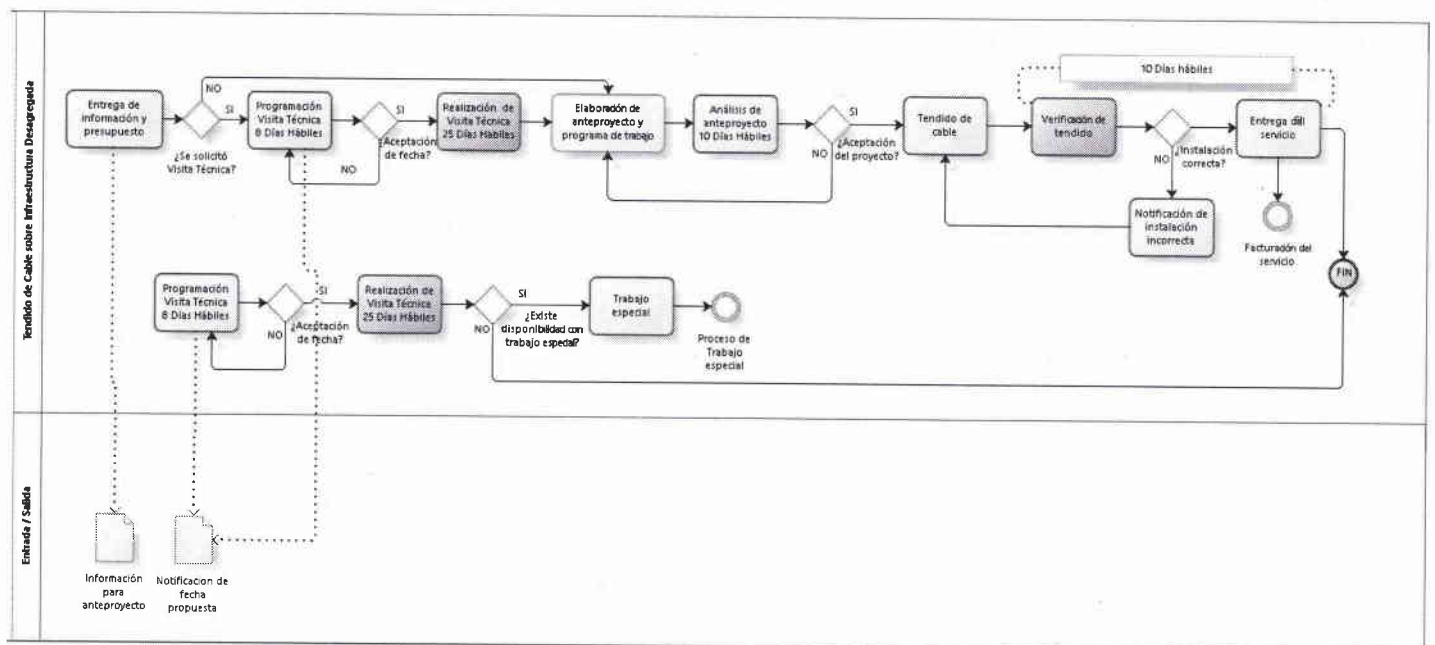 Tendido de Cable sobre Infraestructura Desagregada
10 Días hábiles
Entrega de
información y
presupuesto
¿Se solicitó
Visita Técnica?
NO
SI
Programación
Visita Técnica
8 Días Hábiles
SI
¿Aceptación
de fecha?
NO
Realización de
Visita Técnica
25 Días Hábiles
Elaboración de
anteproyecto y
programa de trabajo
Análisis de
anteproyecto
10 Días Hábiles
SI
NO
¿Aceptación
del proyecto?
Tendido de
cable
Verificación de
tendido
SI
NO
¿Instalación
correcta?
Entrega dell
servicio
Notificación de
instalación
incorrecta
Facturación del
servicio
FIN
Programación
Visita Técnica
8 Días Hábiles
SI
NO
¿Aceptación
de fecha?
Realización de
Visita Técnica
25 Días Hábiles
SI
NO
¿Existe
disponibilidad con
trabajo especial?
Trabajo
especial
Proceso de
Trabajo
especial
Entrada / Salida
Información
para
anteproyecto
Notificacion de
fecha
propuesta